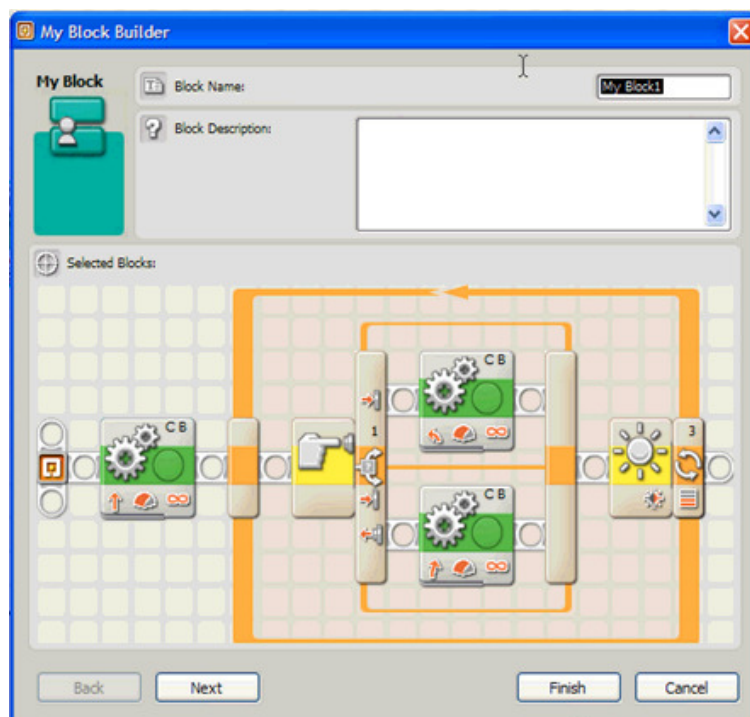 My Block Builder
My Block
Block Name:
My Block1
Block Description:
Selected Blocks:
C B
C B
1
3
C B
Back
Next
Finish
Cancel